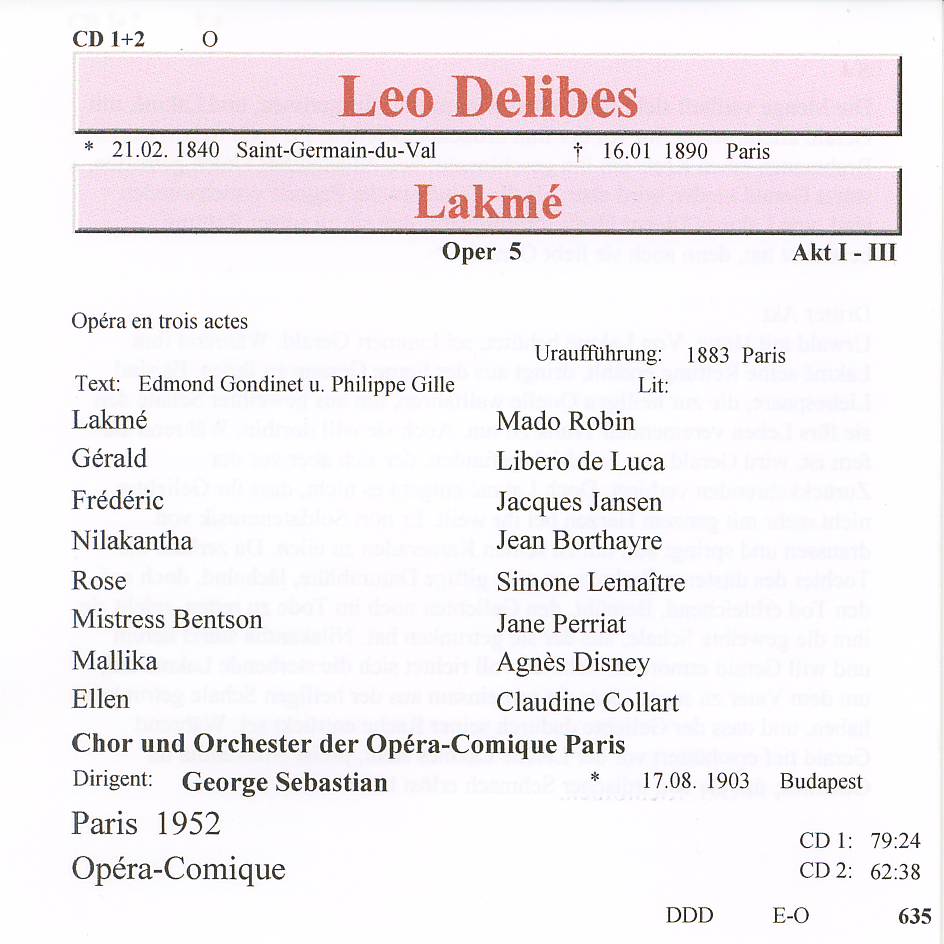 CD 1+2 O
Leo Delibes
* 21.02. 1840 Saint-Germain-du-Val † 16.01 1890 Paris
Lakmé
Oper 5 Akt I - III
Opéra en trois actes
Uraufführung: 1883 Paris
Text: Edmond Gondinet u. Philippe Gille Lit:
Lakmé Mado Robin
Gérald Libero de Luca
Frédéric Jacques Jansen
Nilakantha Jean Borthayre
Rose Simone Lemaître
Mistress Bentson Jane Perriat
Mallika Agnès Disney
Ellen Claudine Collart
Chor und Orchester der Opéra-Comique Paris
Dirigent: George Sebastian * 17.08. 1903 Budapest
Paris 1952
Opéra-Comique
CD 1: 79:24
CD 2: 62:38
DDD E-O 635